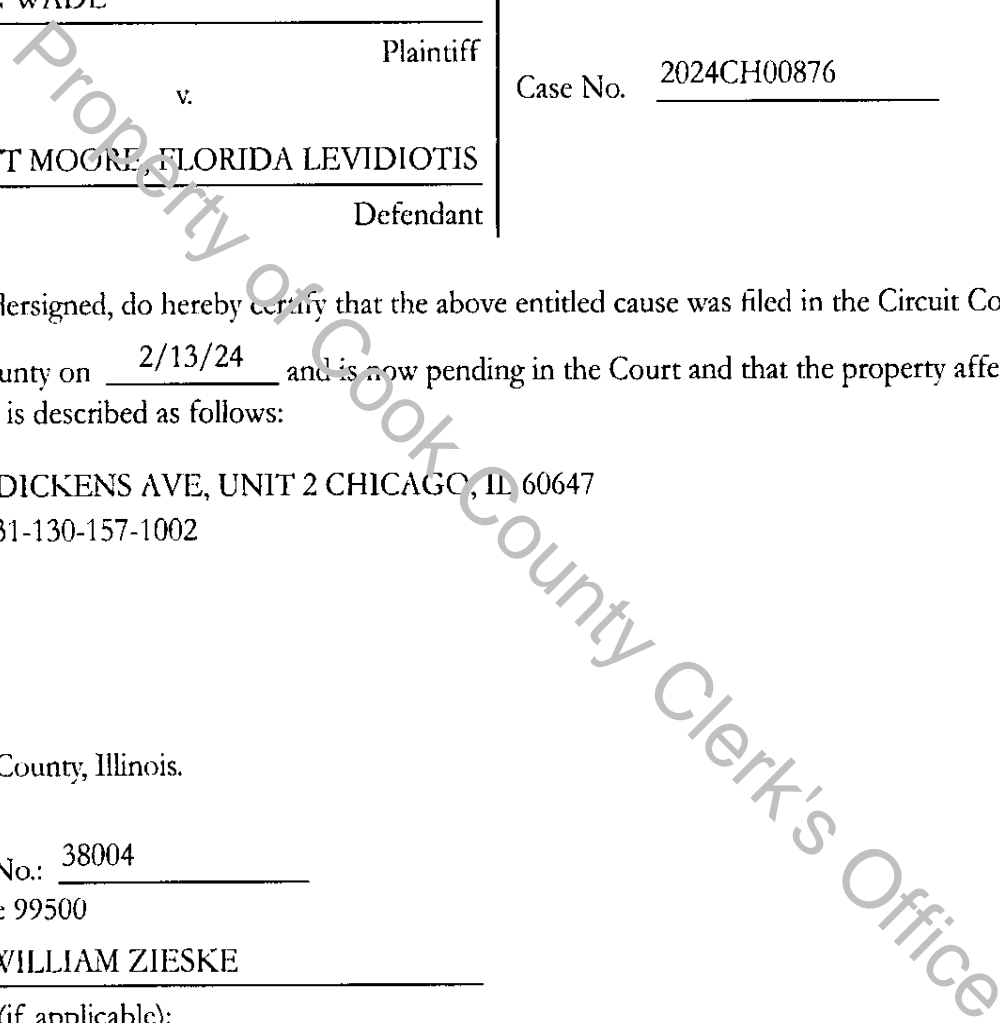 WADE
Plaintiff
v.
Case No. 2024CH00876
T MOORE, FLORIDA LEVIDIOTIS
Defendant
dersigned, do hereby certify that the above entitled cause was filed in the Circuit Co
unty on 2/13/24 and is now pending in the Court and that the property affe
is described as follows:
DICKENS AVE, UNIT 2 CHICAGO, IL 60647
31-130-157-1002
County, Illinois.
No.: 38004
: 99500
WILLIAM ZIESKE
(if applicable):
Property of Cook County Clerk's Office